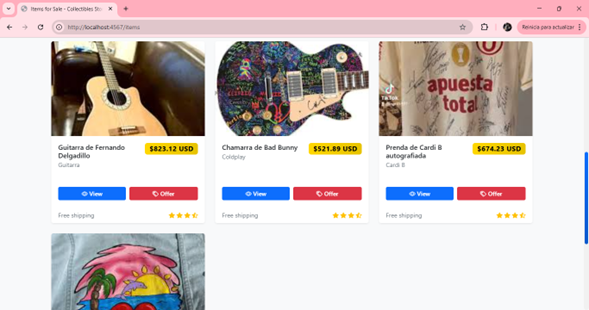 Items for Sale - Collectibles Sto
http://localhost:4567/items
Reinicia para actualizar
TikTok
apuesta
total
Guitarra de Fernando
Delgadillo
$823.12 USD
Guitarra
View
Offer
Free shipping
Chamarra de Bad Bunny
$521.89 USD
Coldplay
View
Offer
Free shipping
Prenda de Cardi B
autografiada
$674.23 USD
Cardi B
View
Offer
Free shipping